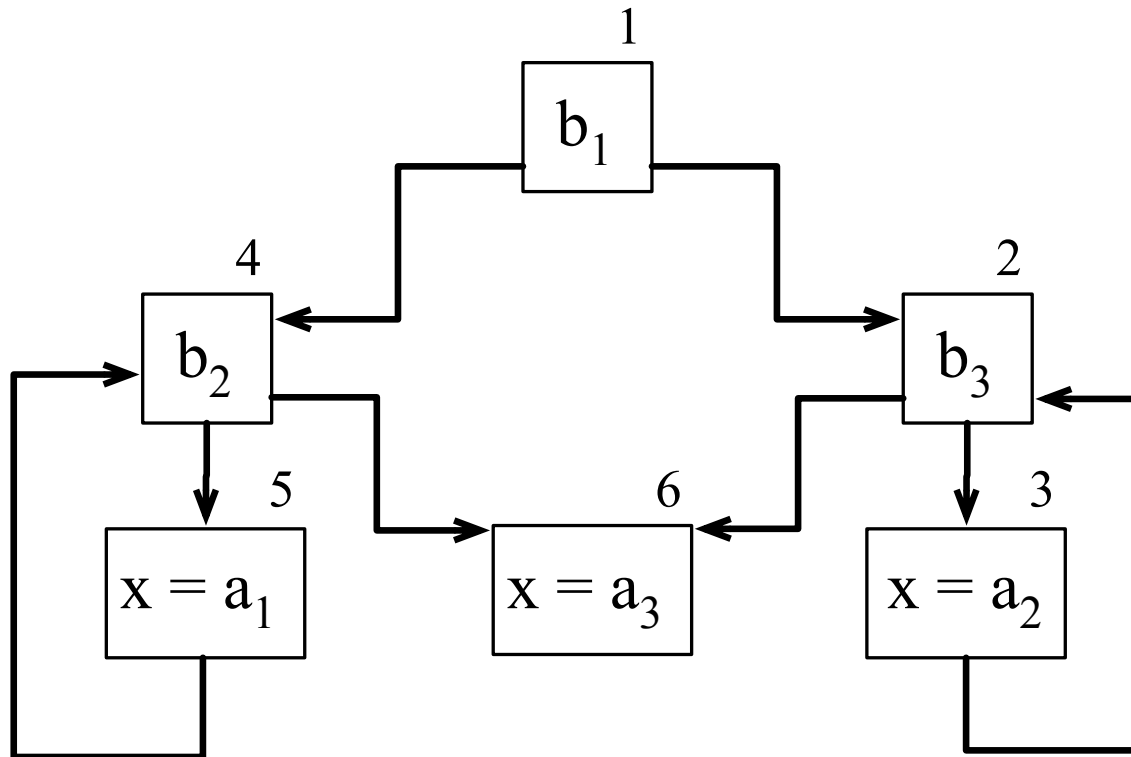 1
b₁
4
2
b₂
b₃
5
6
3
x = a₁
x = a₃
x = a₂